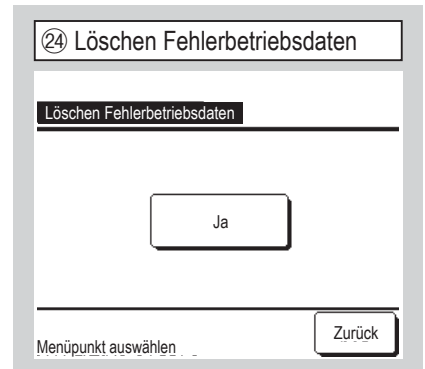 ㉔ Löschen Fehlerbetriebsdaten
Löschen Fehlerbetriebsdaten
Ja
Menüpunkt auswählen
Zurück